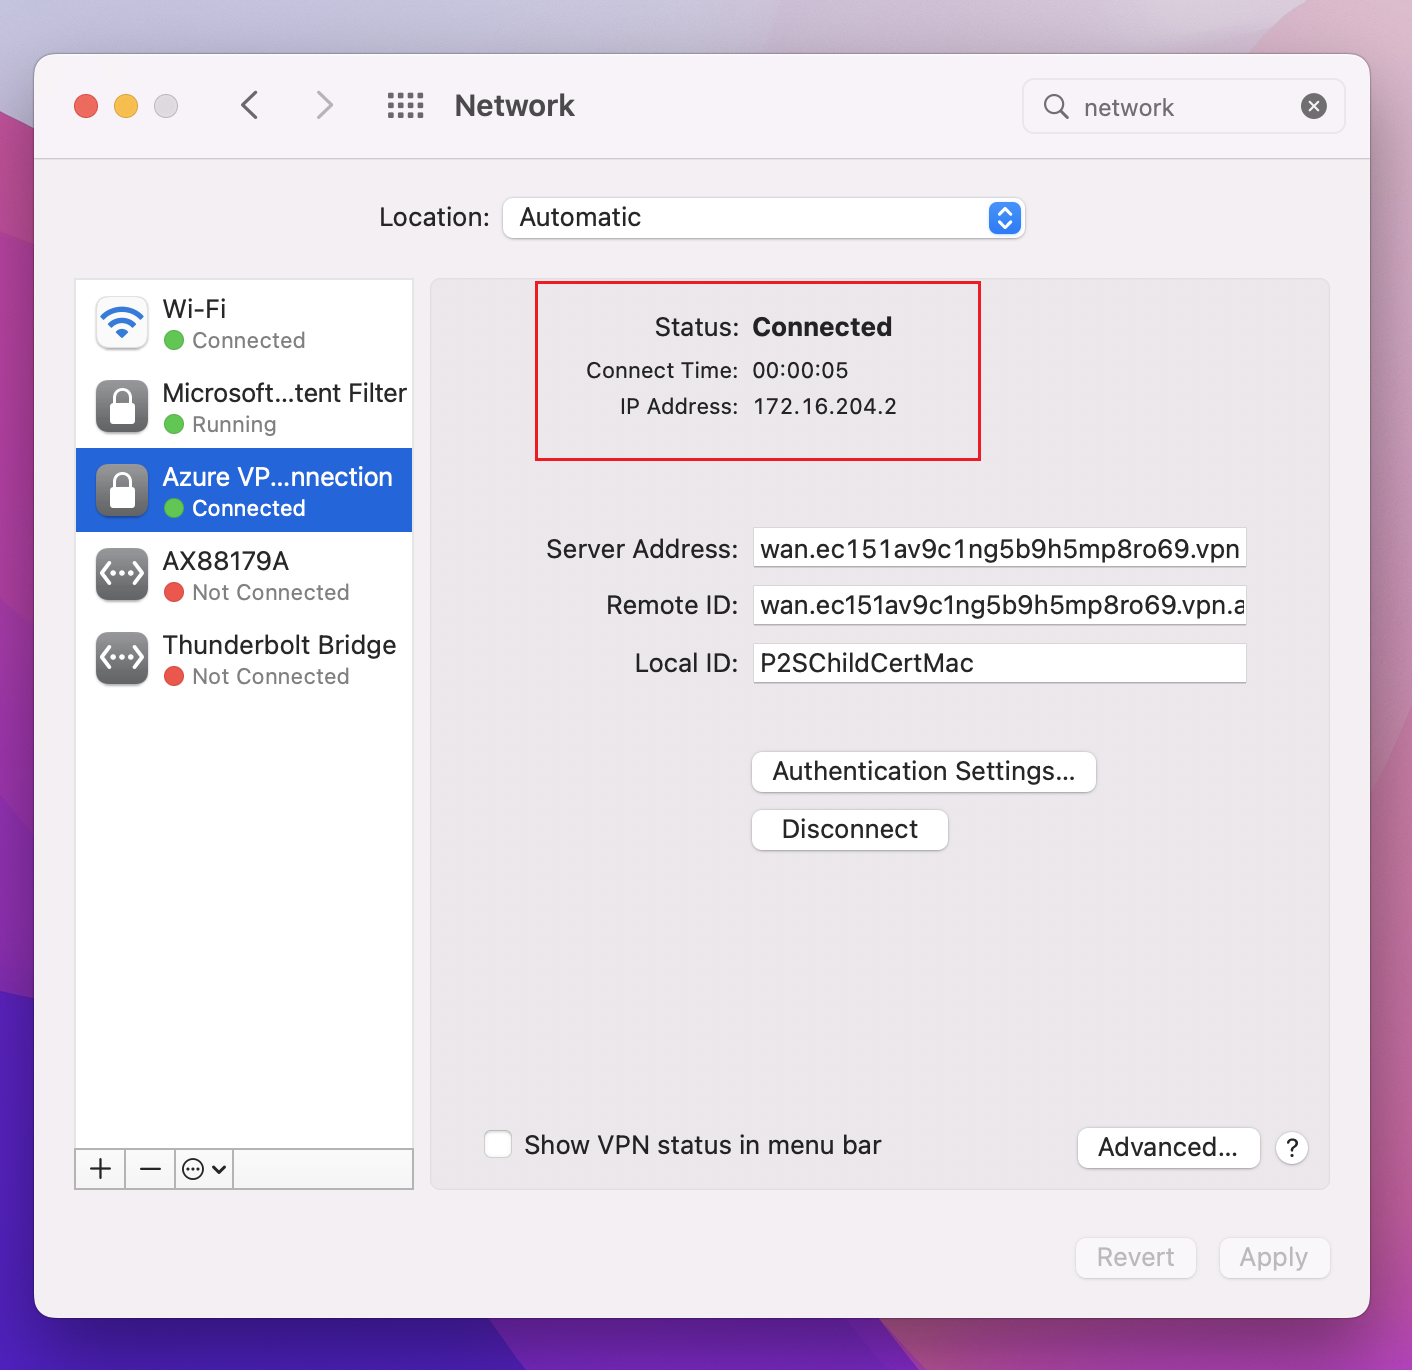 Network
network
Location: Automatic
Wi-Fi
Connected
Microsoft...tent Filter
Running
Azure VP...nnection
Connected
AX88179A
Not Connected
Thunderbolt Bridge
Not Connected
Status: Connected
Connect Time: 00:00:05
IP Address: 172.16.204.2
Server Address: wan.ec151av9c1ng5b9h5mp8ro69.vpn
Remote ID: wan.ec151av9c1ng5b9h5mp8ro69.vpn.a
Local ID: P2SChildCertMac
Authentication Settings...
Disconnect
Show VPN status in menu bar
Advanced...
?
Revert
Apply